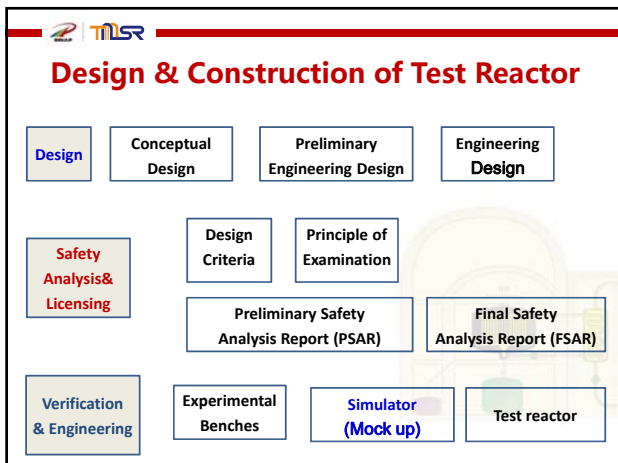 SINAP TMSR
Design & Construction of Test Reactor
Design
Conceptual
Design
Preliminary
Engineering Design
Engineering
Design
Safety
Analysis&
Licensing
Design
Criteria
Principle of
Examination
Preliminary Safety
Analysis Report (PSAR)
Final Safety
Analysis Report (FSAR)
Verification
& Engineering
Experimental
Benches
Simulator
(Mock up)
Test reactor